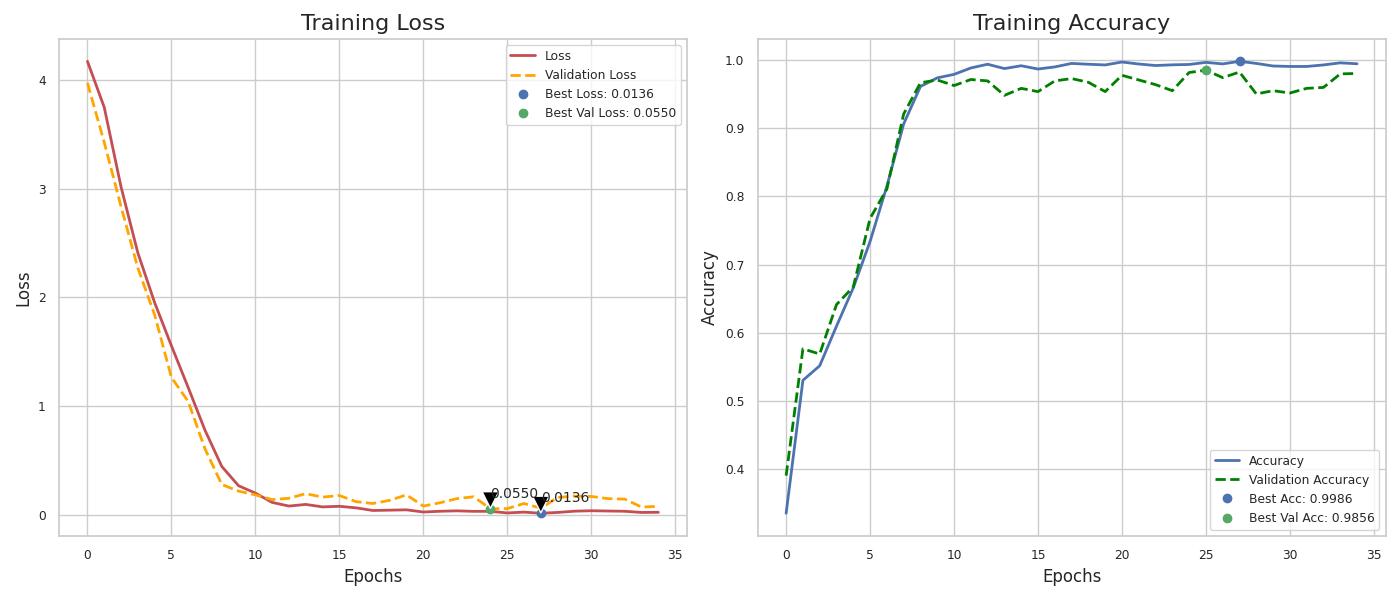 Training Loss
Loss
Validation Loss
Best Loss: 0.0136
Best Val Loss: 0.0550
4
3
2
1
0
Loss
0.0550
0.0136
0 5 10 15 20 25 30 35
Epochs
Training Accuracy
1.0
0.9
0.8
0.7
0.6
0.5
0.4
Accuracy
Accuracy
Validation Accuracy
Best Acc: 0.9986
Best Val Acc: 0.9856
0 5 10 15 20 25 30 35
Epochs